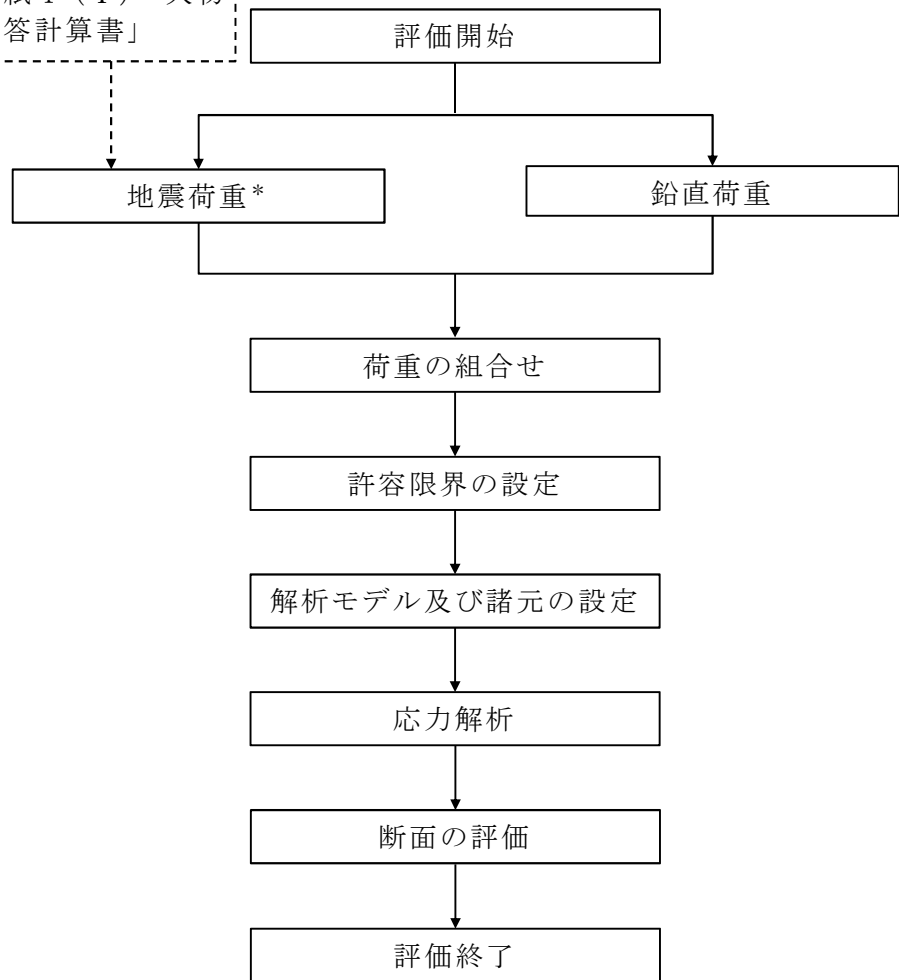 答計算書」
評価開始
地震荷重*
鉛直荷重
荷重の組合せ
許容限界の設定
解析モデル及び諸元の設定
応力解析
断面の評価
評価終了